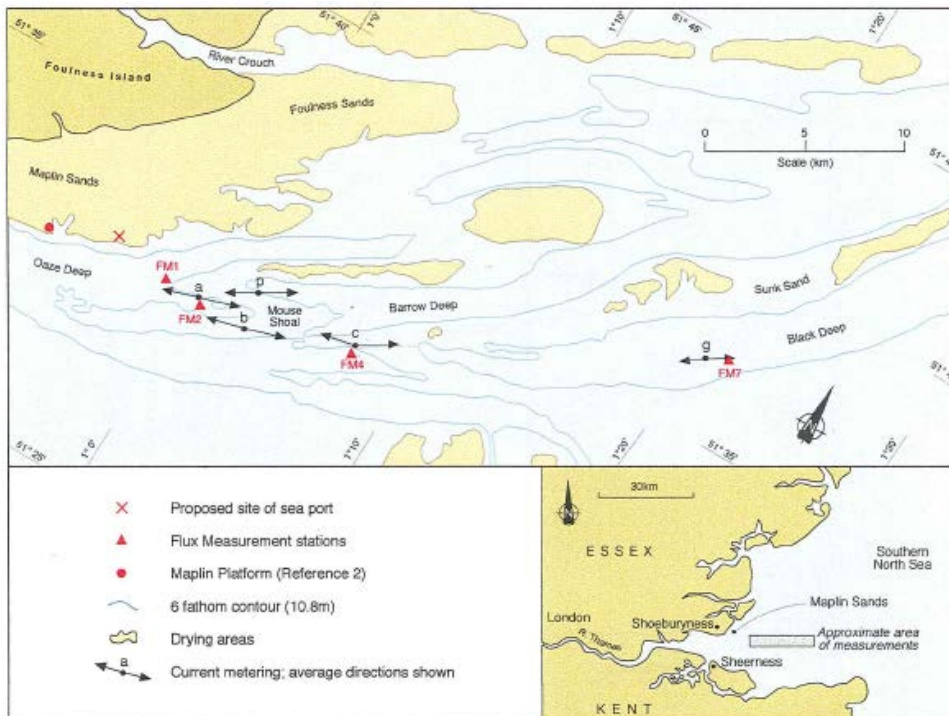 51° 35'
51° 40'
1° 0'
1° 10'
51° 45'
1° 20'
River Crouch
Foulness Island
Foulness Sands
0 5 10
Scale (km)
Maplin Sands
Oaze Deep
FM1
a
p
FM2
b
Mouse
Shoal
Barrow Deep
c
FM4
Sunk Sand
Black Deep
g
FM7
51° 25'
1° 0'
1° 10'
1° 20'
51° 35'
1° 20'
N
Proposed site of sea port
Flux Measurement stations
Maplin Platform (Reference 2)
6 fathom contour (10.8m)
Drying areas
a
Current metering; average directions shown
30km
N
ESSEX
Southern
North Sea
London
Shoeburyness
Maplin Sands
R. Thames
Approximate area
of measurements
Sheerness
KENT